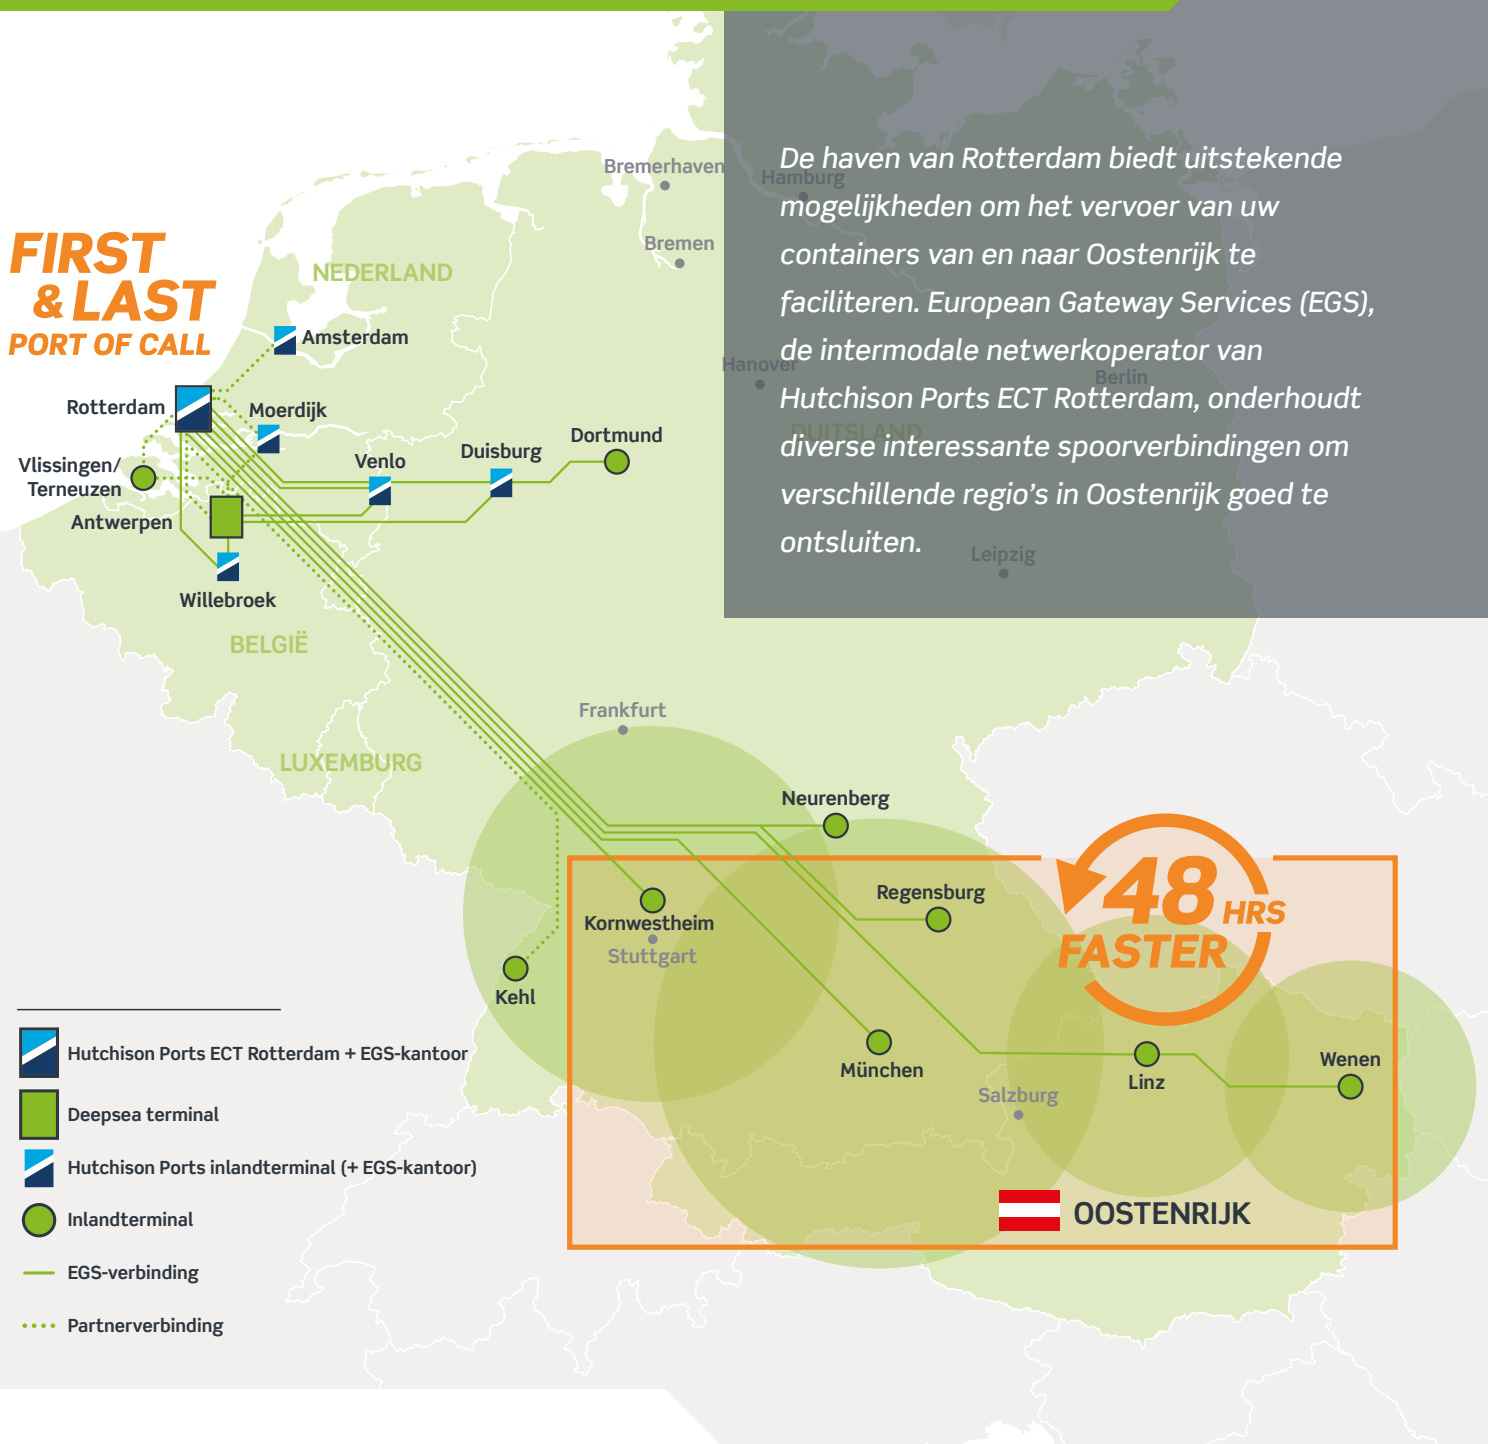 De haven van Rotterdam biedt uitstekende
mogelijkheden om het vervoer van uw
containers van en naar Oostenrijk te
faciliteren. European Gateway Services (EGS),
de intermodale netwerkoperator van
Hutchison Ports ECT Rotterdam, onderhoudt
diverse interessante spoorverbindingen om
verschillende regio's in Oostenrijk goed te
ontsluiten.
FIRST
& LAST
PORT OF CALL
Bremerhaven
Hamburg
Bremen
NEDERLAND
Amsterdam
Hanover
Berlin
Rotterdam
Moerdijk
DUITSLAND
Dortmund
Duisburg
Venlo
Vlissingen/
Terneuzen
Antwerpen
Leipzig
Willebroek
BELGIË
Frankfurt
LUXEMBURG
Neurenberg
48 HRS
FASTER
Regensburg
Kornwestheim
Stuttgart
Kehl
München
Linz
Wenen
Salzburg
OOSTENRIJK
Hutchison Ports ECT Rotterdam + EGS-kantoor
Deepsea terminal
Hutchison Ports inlandterminal (+ EGS-kantoor)
Inlandterminal
EGS-verbinding
Partnerverbinding